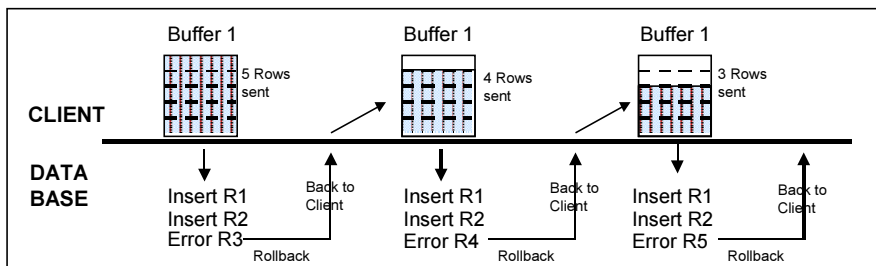 Buffer 1
5 Rows
sent
Buffer 1
4 Rows
sent
Buffer 1
3 Rows
sent
CLIENT
DATA
BASE
Insert R1
Insert R2
Error R3
Rollback
Back to
Client
Insert R1
Insert R2
Error R4
Rollback
Back to
Client
Insert R1
Insert R2
Error R5
Rollback
Back to
Client